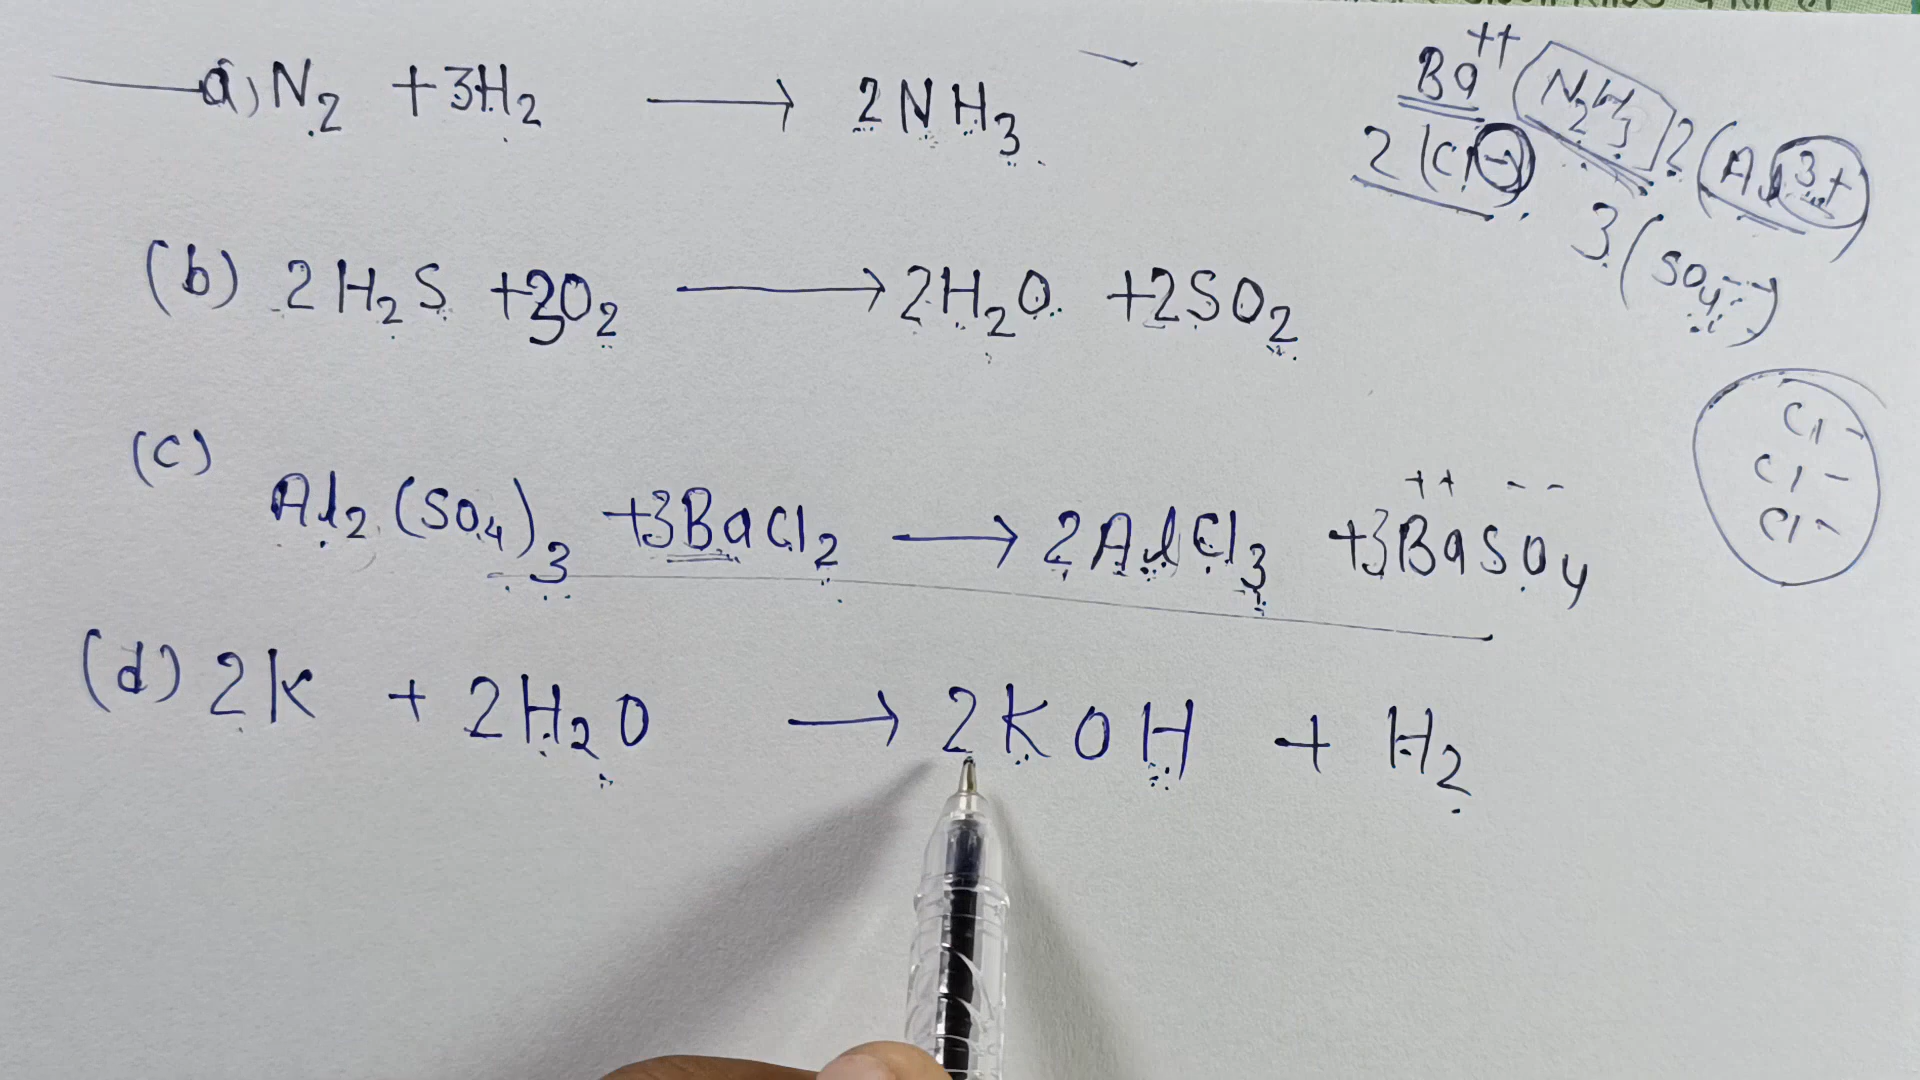 a) N₂ + 3H₂ ⟶ 2NH₃
(b) 2H₂S + 3O₂ ⟶ 2H₂O + 2SO₂
(c) Al₂(SO₄)₃ + 3BaCl₂ ⟶ 2AlCl₃ + 3BaSO₄
++ --
(d) 2K + 2H₂O ⟶ 2KOH + H₂
Ba⁺⁺
N₂H₃
2(Cl⁻)
2(Al³⁺)
3(SO₄⁻⁻)
Cl⁻
Cl⁻
Cl⁻